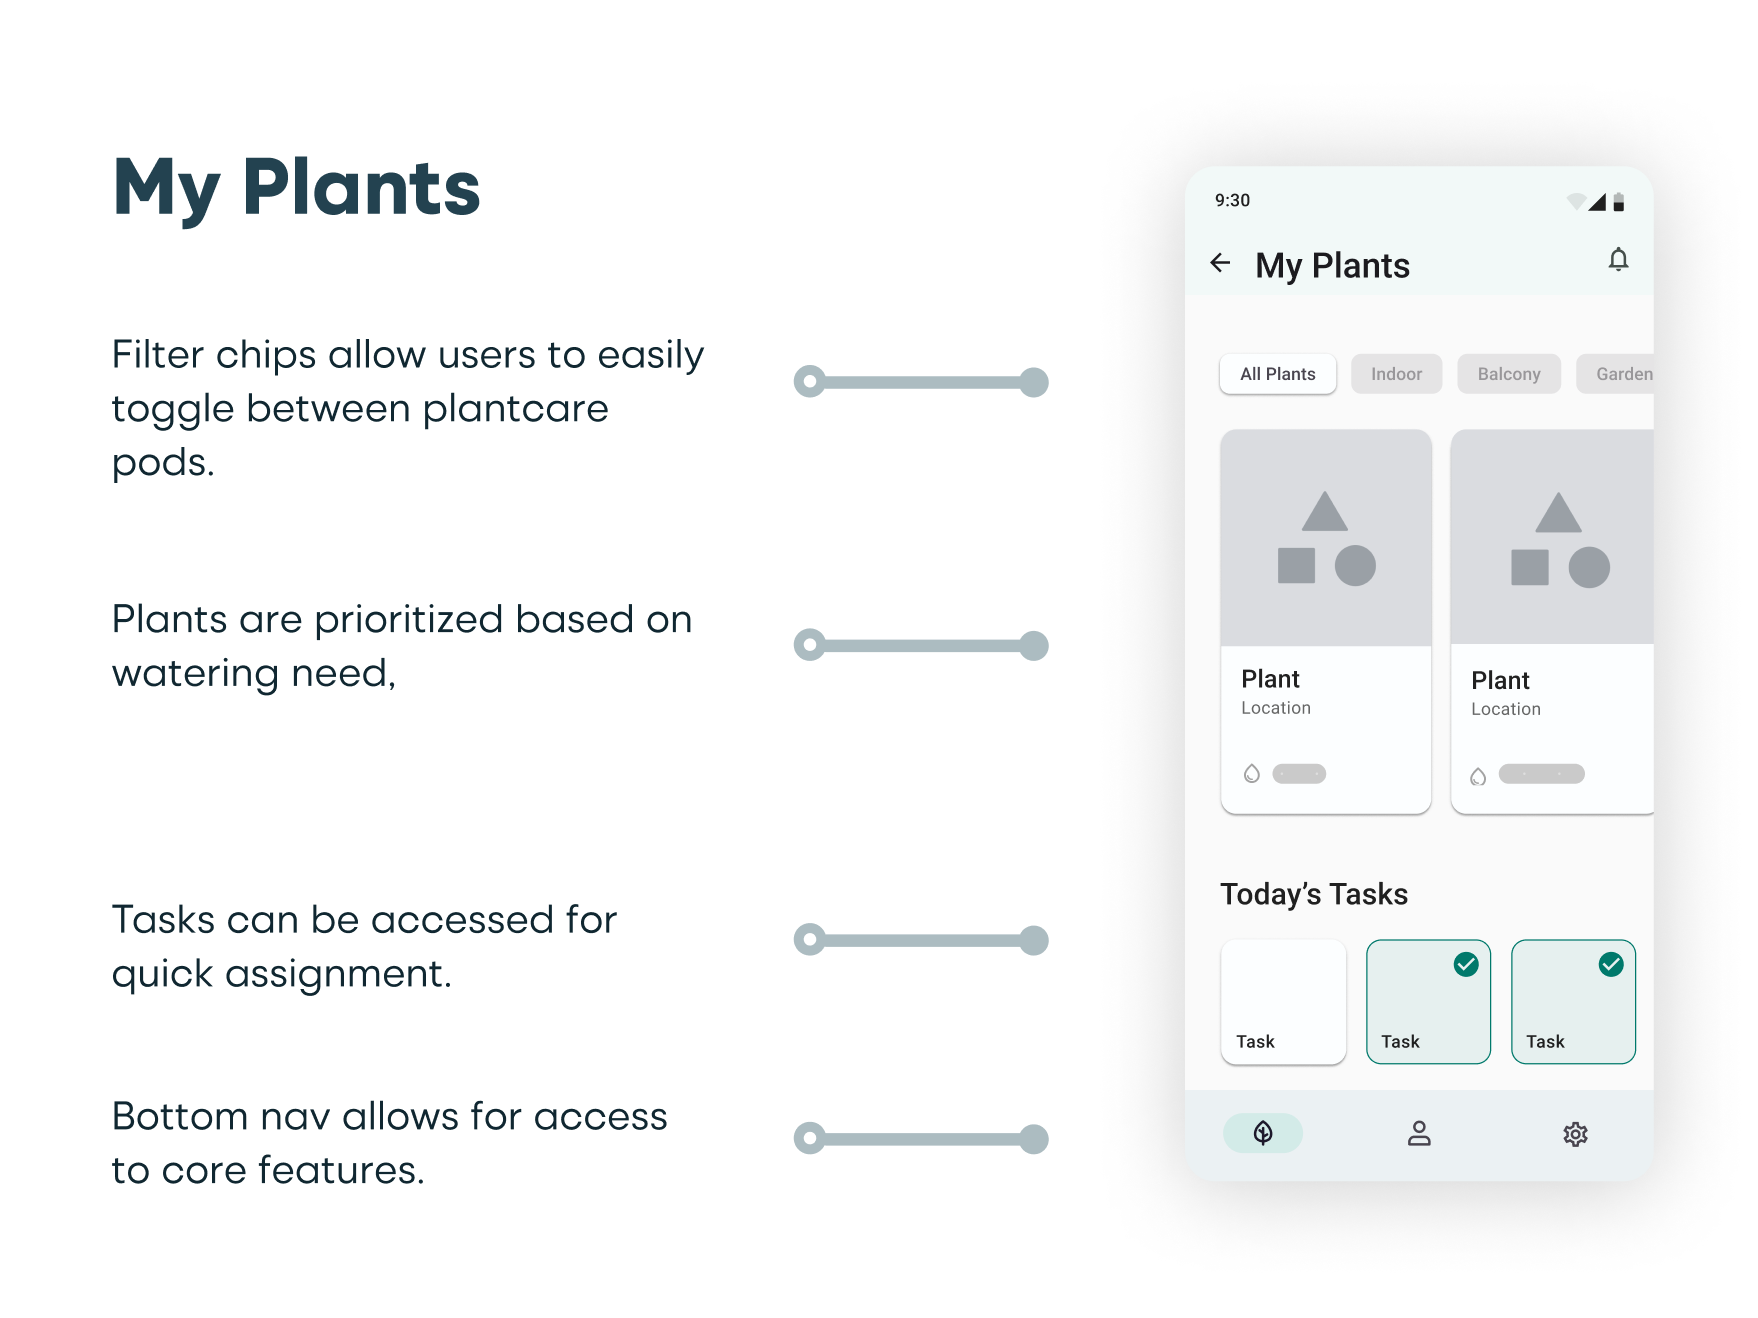 My Plants
Filter chips allow users to easily
toggle between plantcare
pods.
Plants are prioritized based on
watering need,
Tasks can be accessed for
quick assignment.
Bottom nav allows for access
to core features.
9:30
My Plants
All Plants
Indoor
Balcony
Garden
Plant
Location
Plant
Location
Today’s Tasks
Task
Task
Task